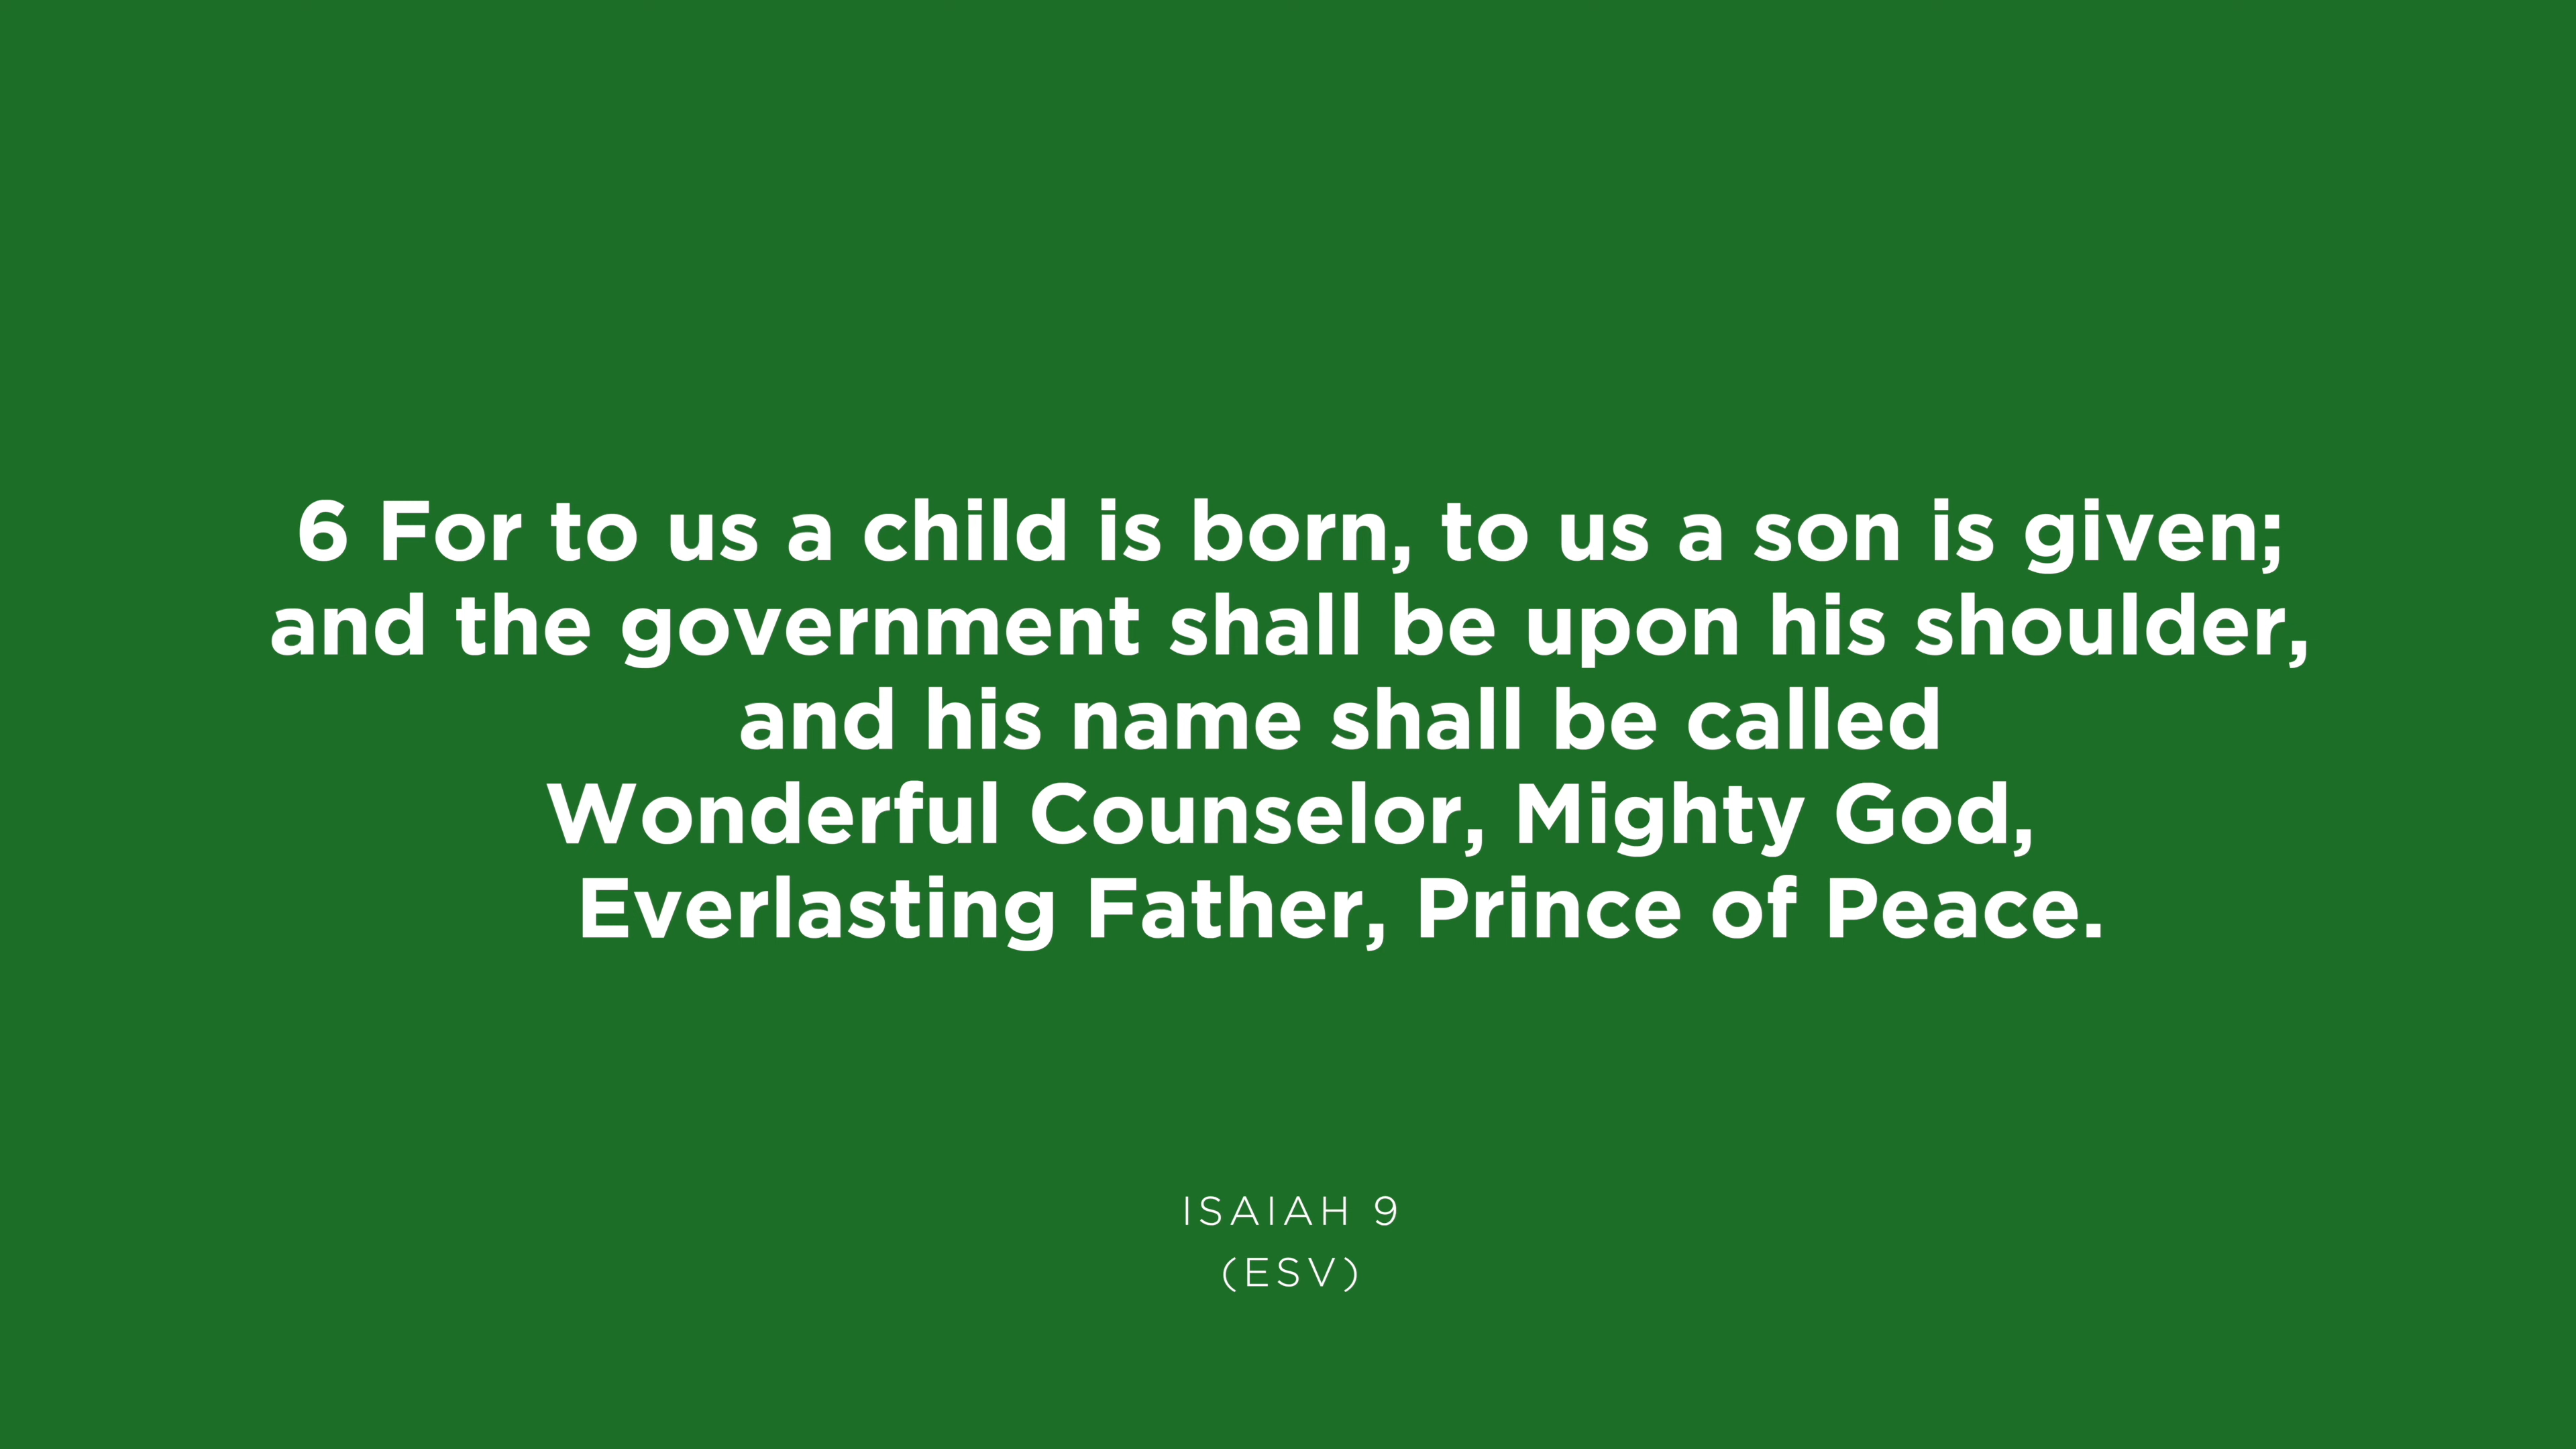 6 For to us a child is born, to us a son is given;
and the government shall be upon his shoulder,
and his name shall be called
Wonderful Counselor, Mighty God,
Everlasting Father, Prince of Peace.
ISAIAH 9
(ESV)